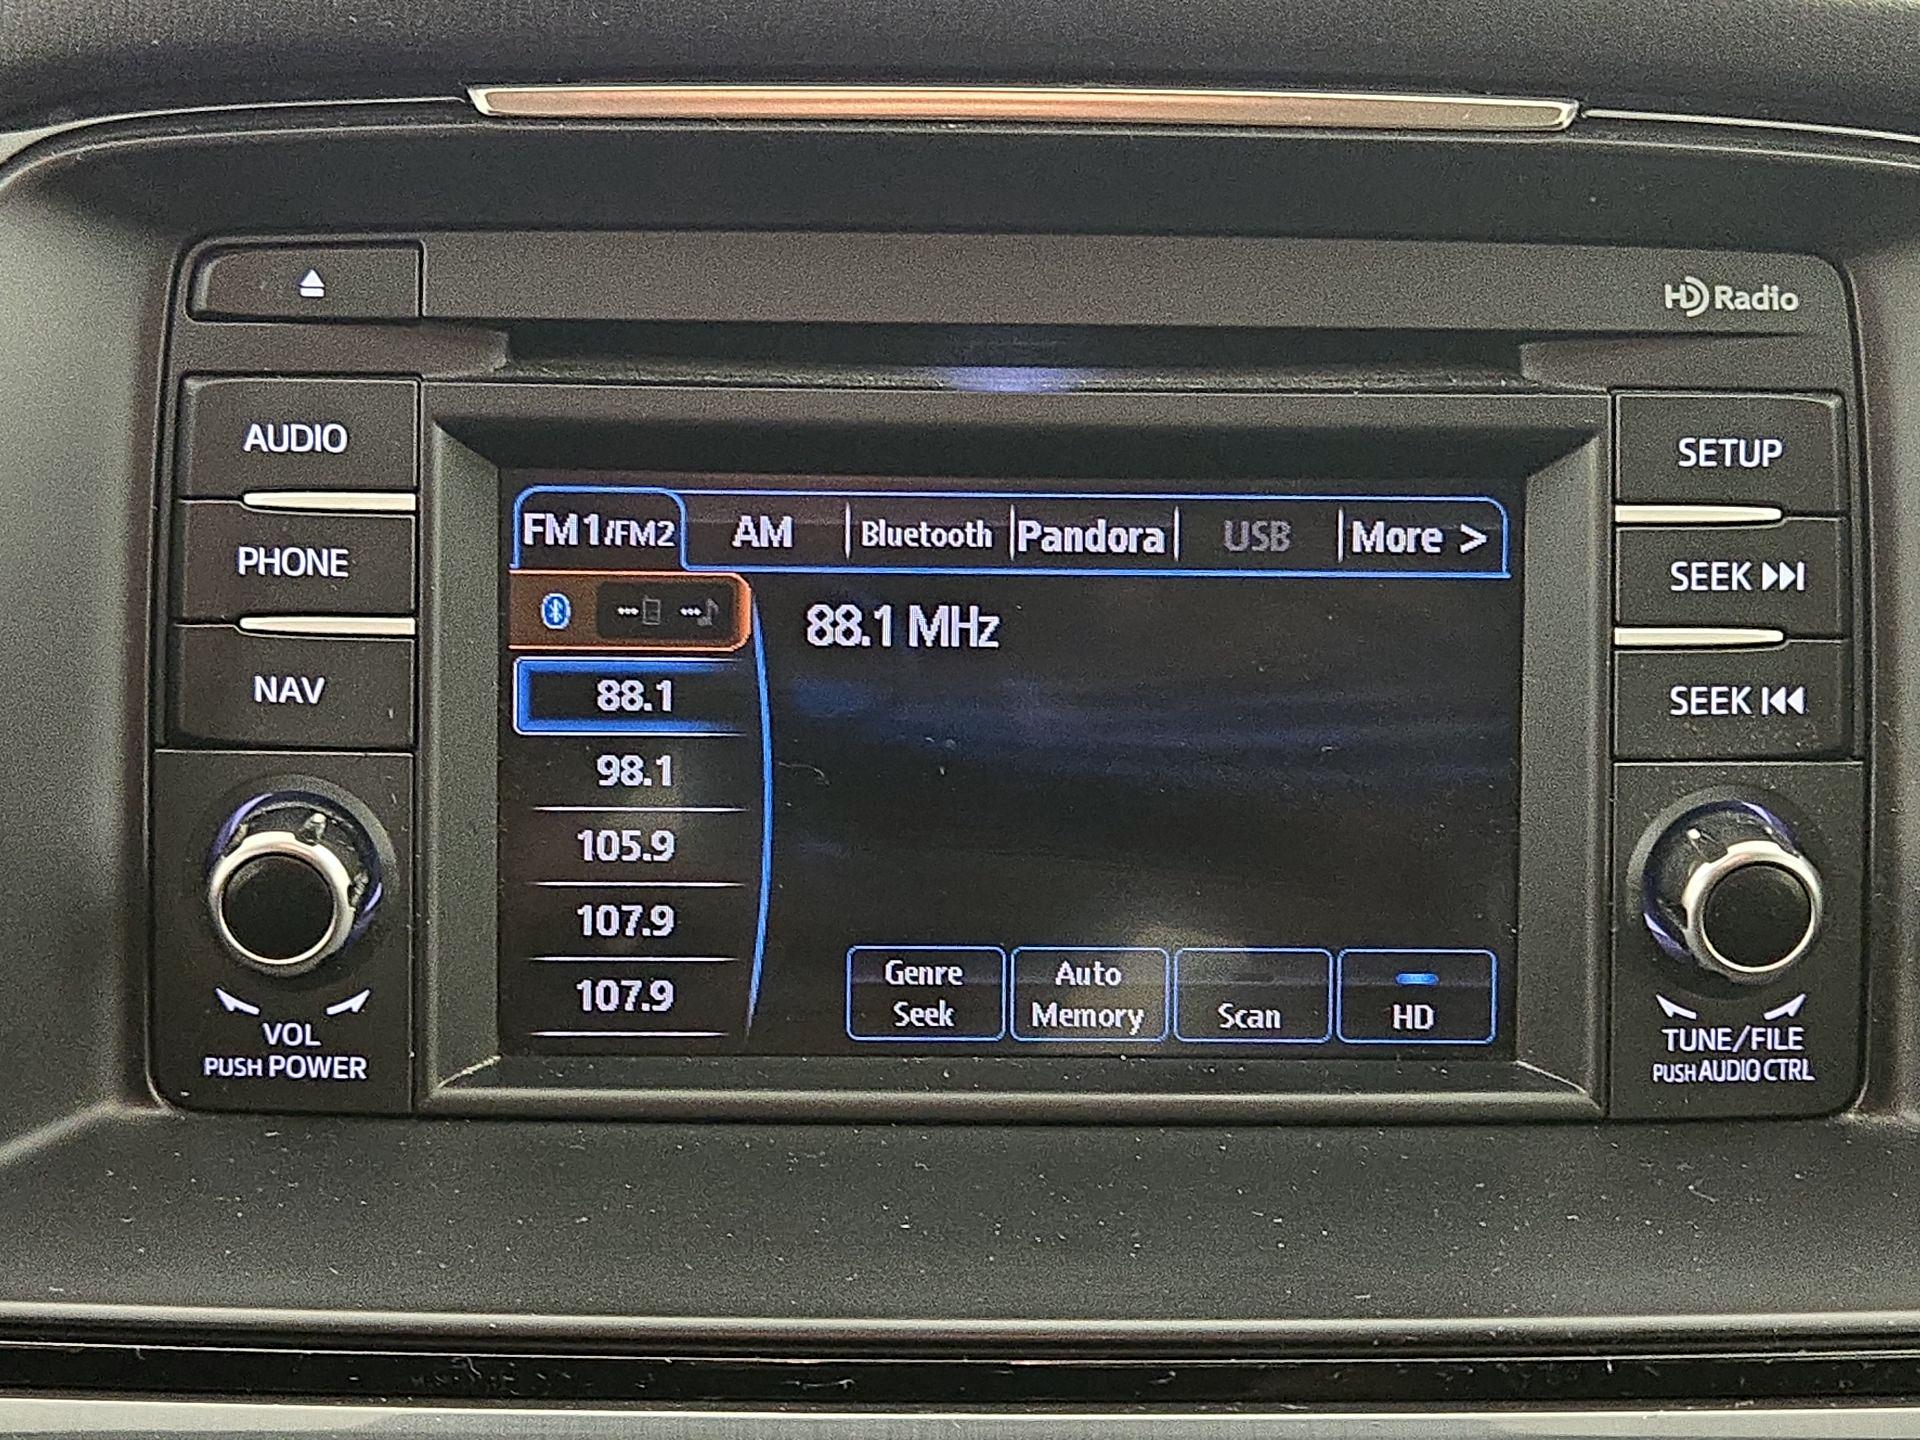 HD Radio
AUDIO
PHONE
NAV
VOL
PUSH POWER
FM1/FM2
AM
Bluetooth
Pandora
USB
More >
88.1 MHz
88.1
98.1
105.9
107.9
107.9
Genre
Seek
Auto
Memory
Scan
HD
SETUP
SEEK
SEEK
TUNE/FILE
PUSH AUDIO CTRL